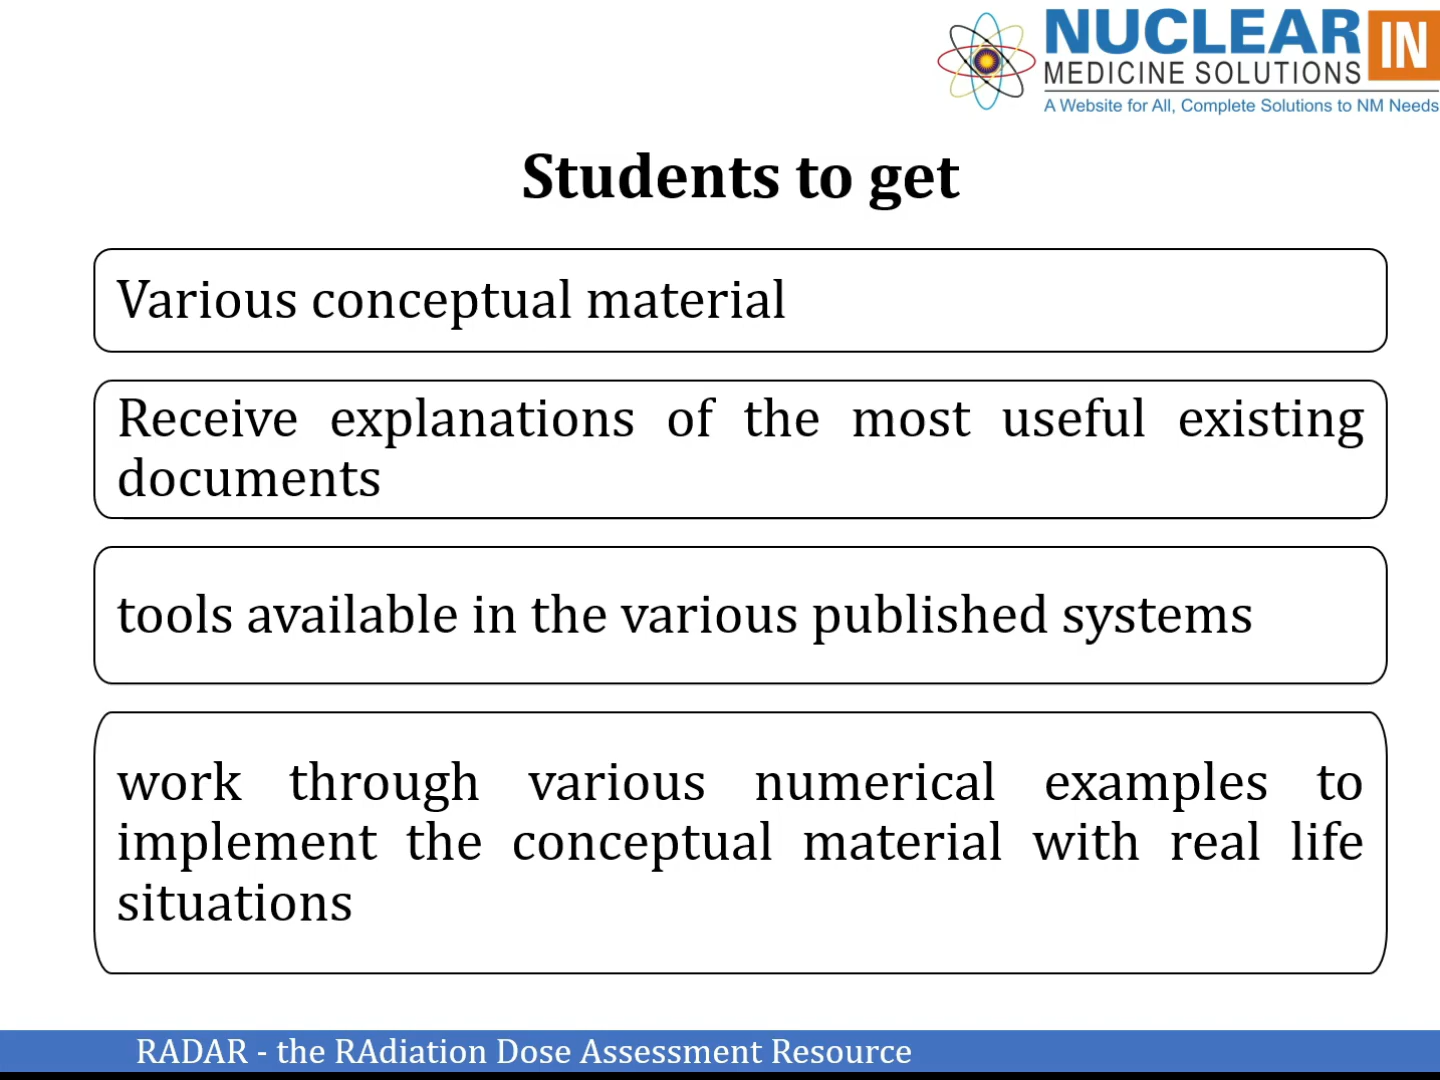 NUCLEAR IN
MEDICINE SOLUTIONS
A Website for All, Complete Solutions to NM Needs
Students to get
Various conceptual material
Receive explanations of the most useful existing
documents
tools available in the various published systems
work through various numerical examples to
implement the conceptual material with real life
situations
RADAR - the RAdiation Dose Assessment Resource